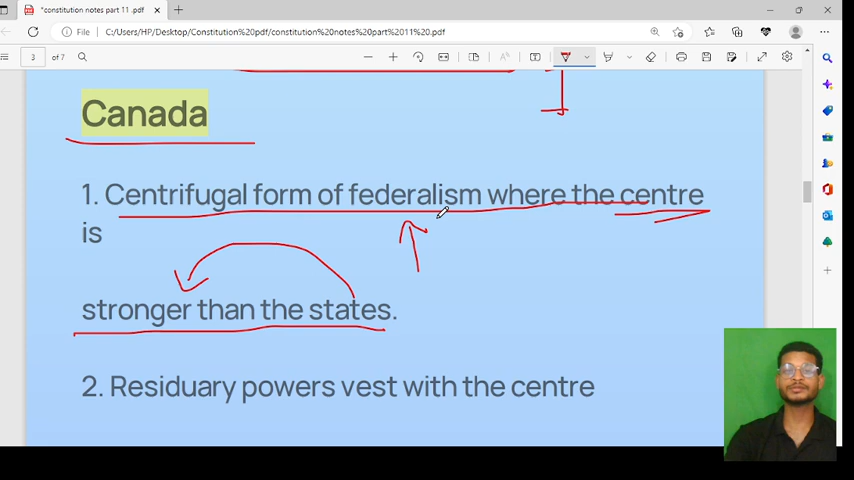 *constitution notes part 11 .pdf
File
C:/Users/HP/Desktop/Constitution%20pdf/constitution%20notes%20part%2011%20.pdf
3 of 7
Canada
1. Centrifugal form of federalism where the centre
is
stronger than the states.
2. Residuary powers vest with the centre